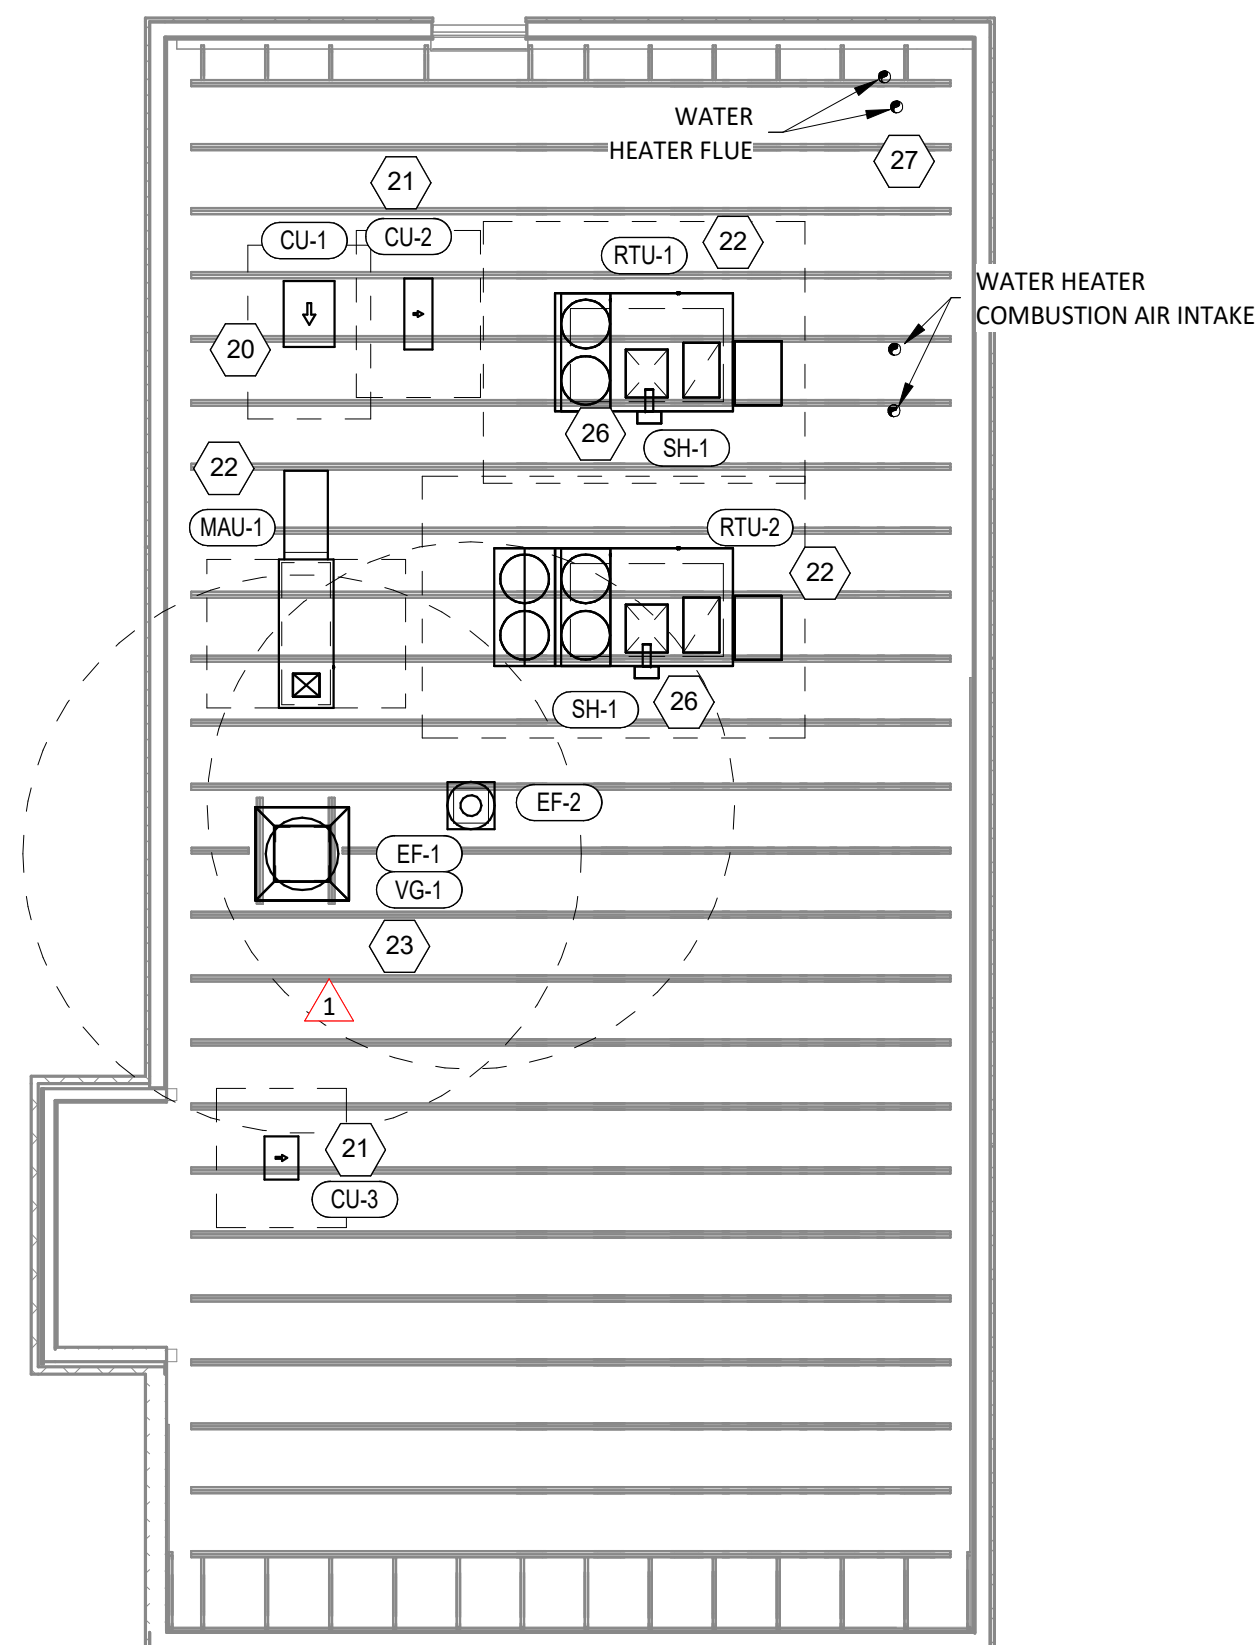 WATER
HEATER FLUE
27
21
CU-1
CU-2
RTU-1
22
WATER HEATER
COMBUSTION AIR INTAKE
20
26
SH-1
22
MAU-1
RTU-2
22
SH-1
26
EF-2
EF-1
VG-1
23
1
21
CU-3